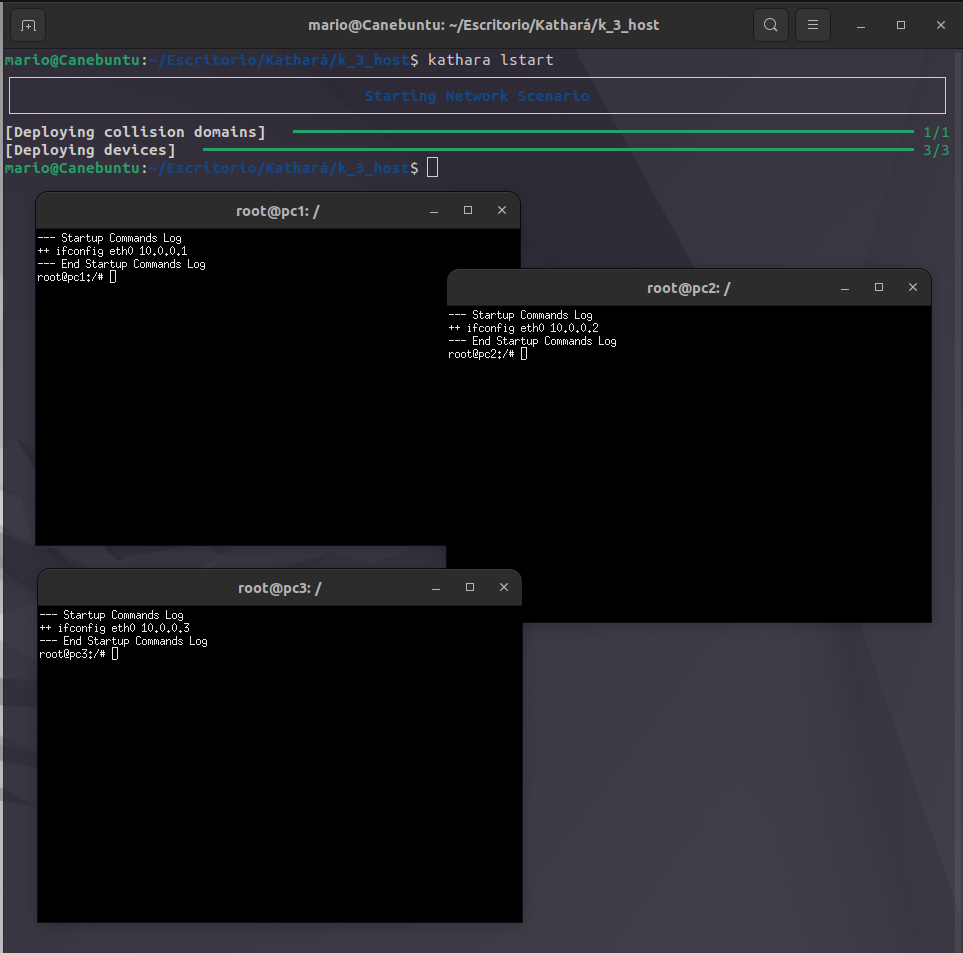 mario@Canebuntu: ~/Escritorio/Kathará/k_3_host
mario@Canebuntu:~/Escritorio/Kathará/k_3_host$ kathara lstart
Starting Network Scenario
[Deploying collision domains] 1/1
[Deploying devices] 3/3
mario@Canebuntu:~/Escritorio/Kathará/k_3_host$
root@pc1: /
--- Startup Commands Log
++ ifconfig eth0 10.0.0.1
--- End Startup Commands Log
root@pc1:/#
root@pc2: /
--- Startup Commands Log
++ ifconfig eth0 10.0.0.2
--- End Startup Commands Log
root@pc2:/#
root@pc3: /
--- Startup Commands Log
++ ifconfig eth0 10.0.0.3
--- End Startup Commands Log
root@pc3:/#